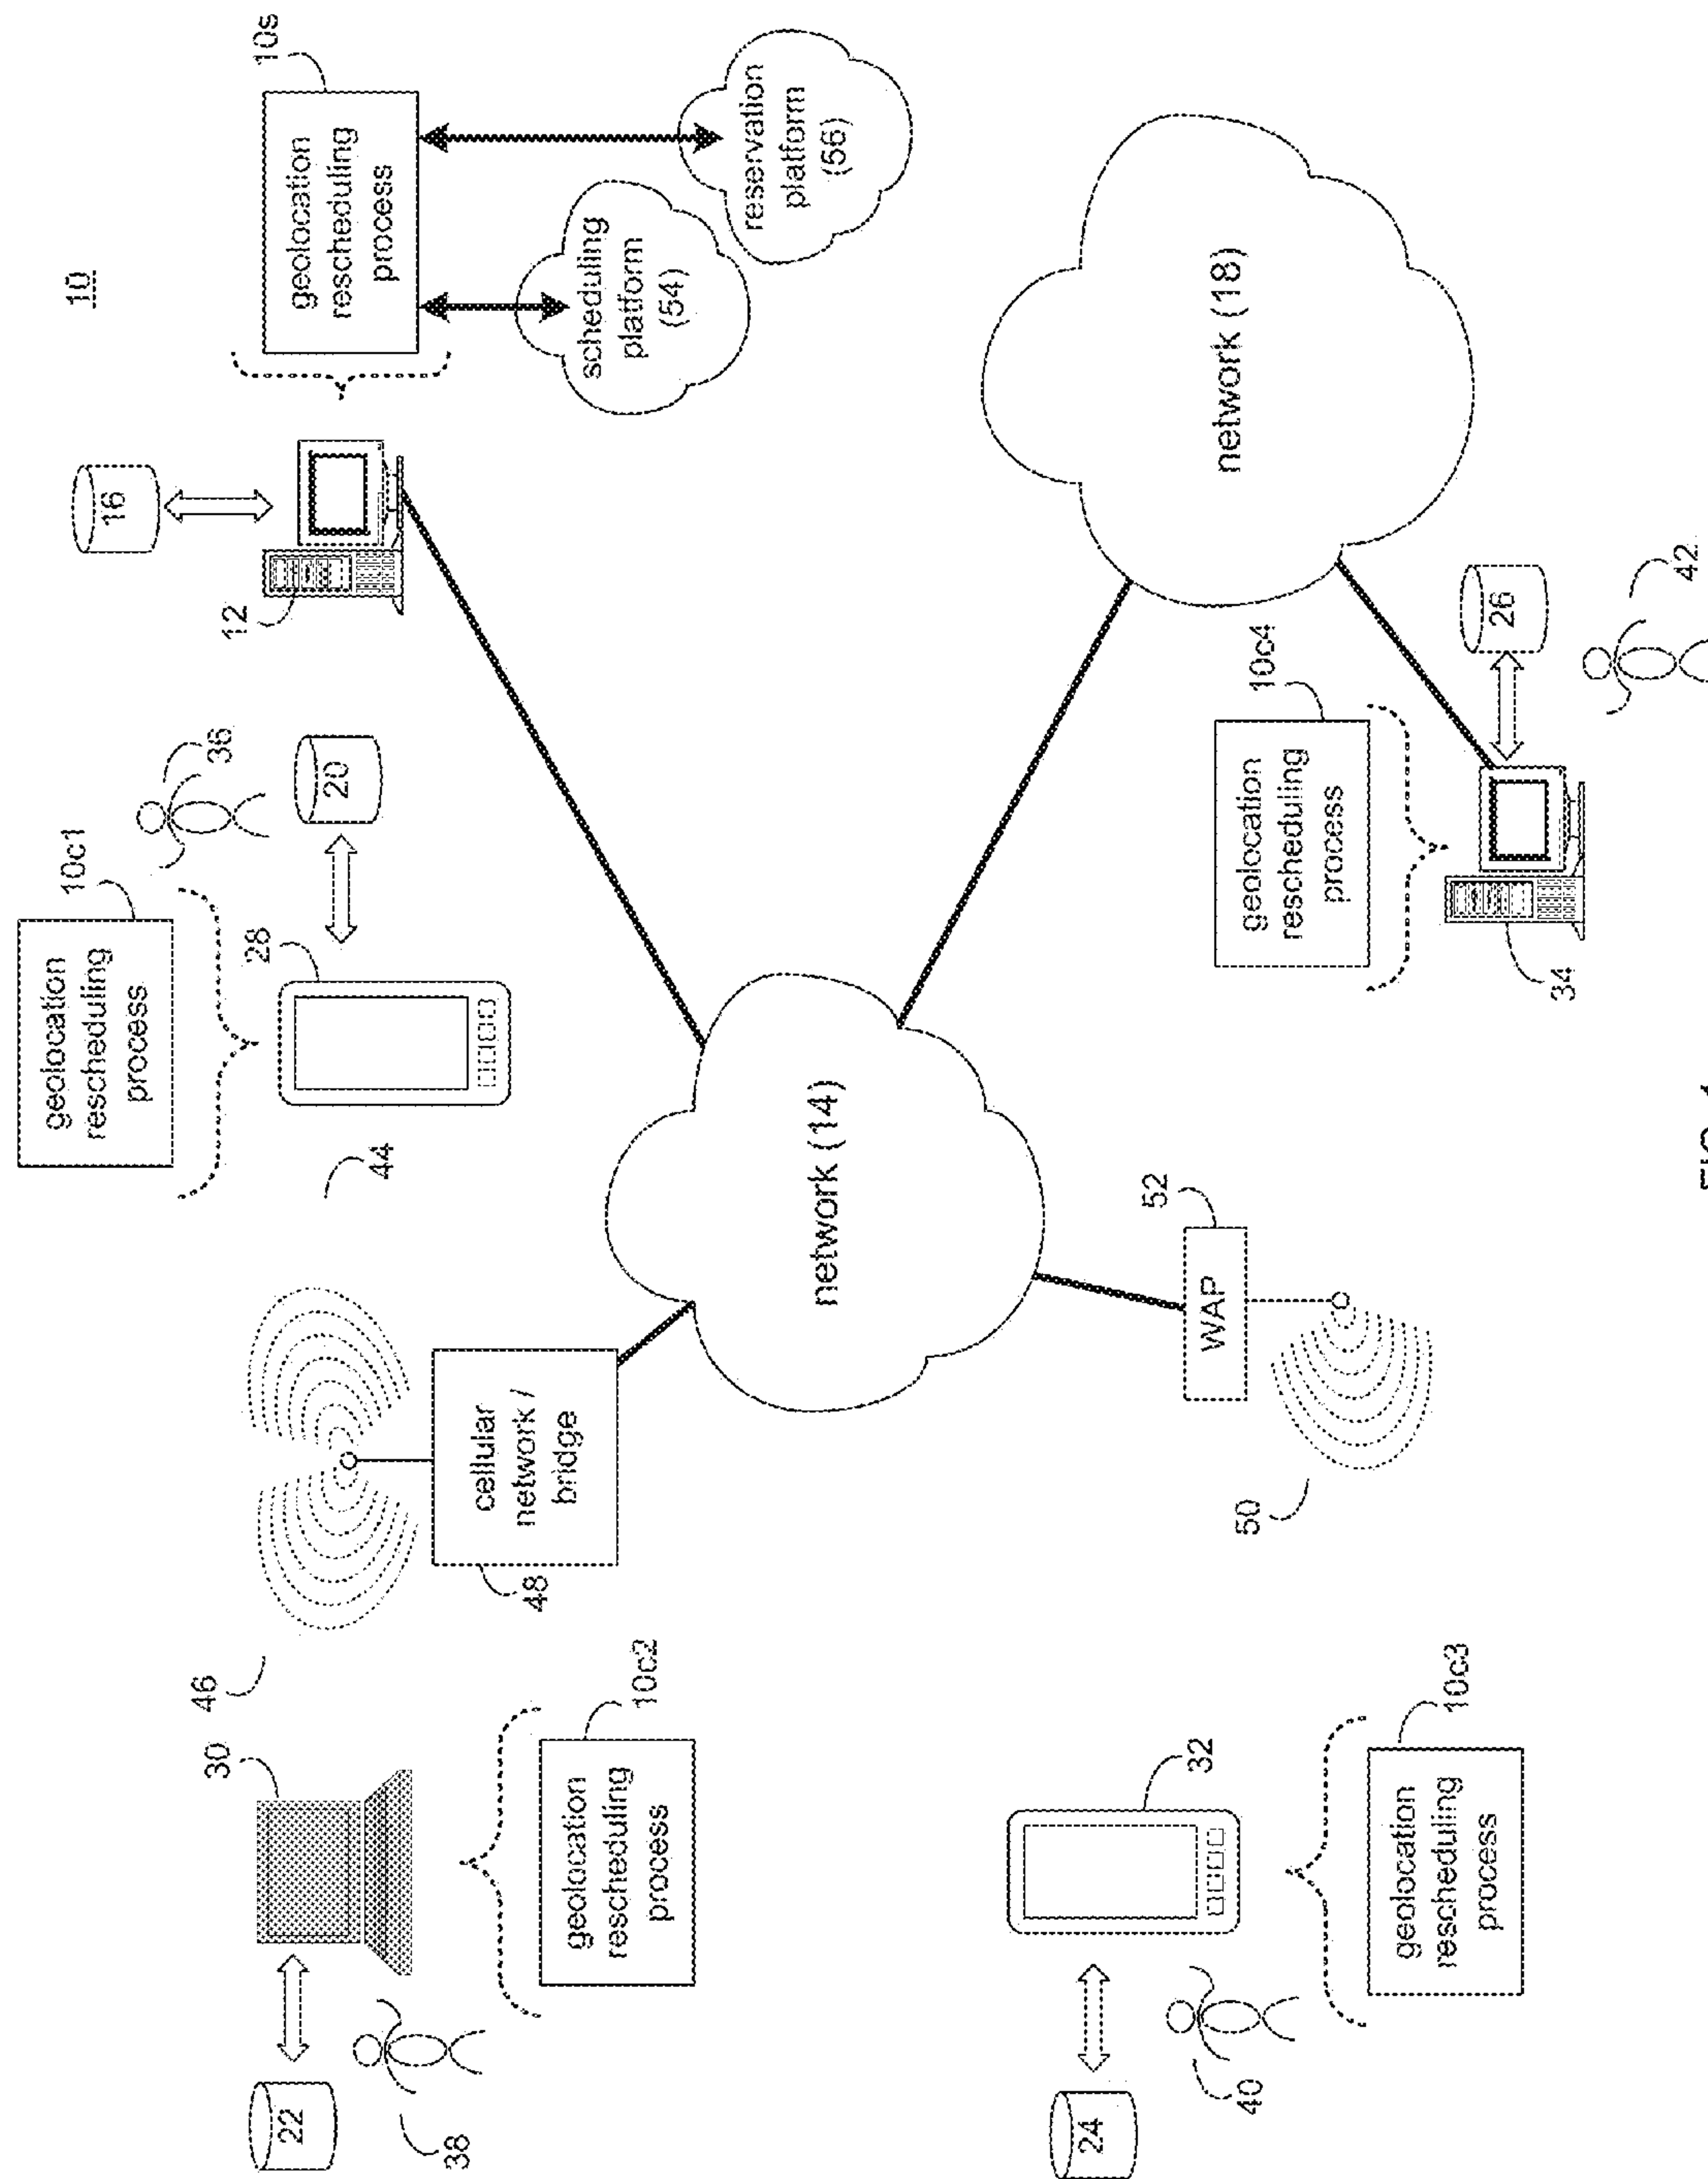 10
10c1
geolocation
rescheduling
process
16
10s
geolocation
rescheduling
process
36
12
20
46
30
22
28
44
38
scheduling
platform
(54)
reservation
platform
(56)
cellular
network /
bridge
48
10c2
geolocation
rescheduling
process
network (14)
network (18)
24
32
40
52
WAP
50
10c4
geolocation
rescheduling
process
26
10c3
geolocation
rescheduling
process
34
42
FIG. 1